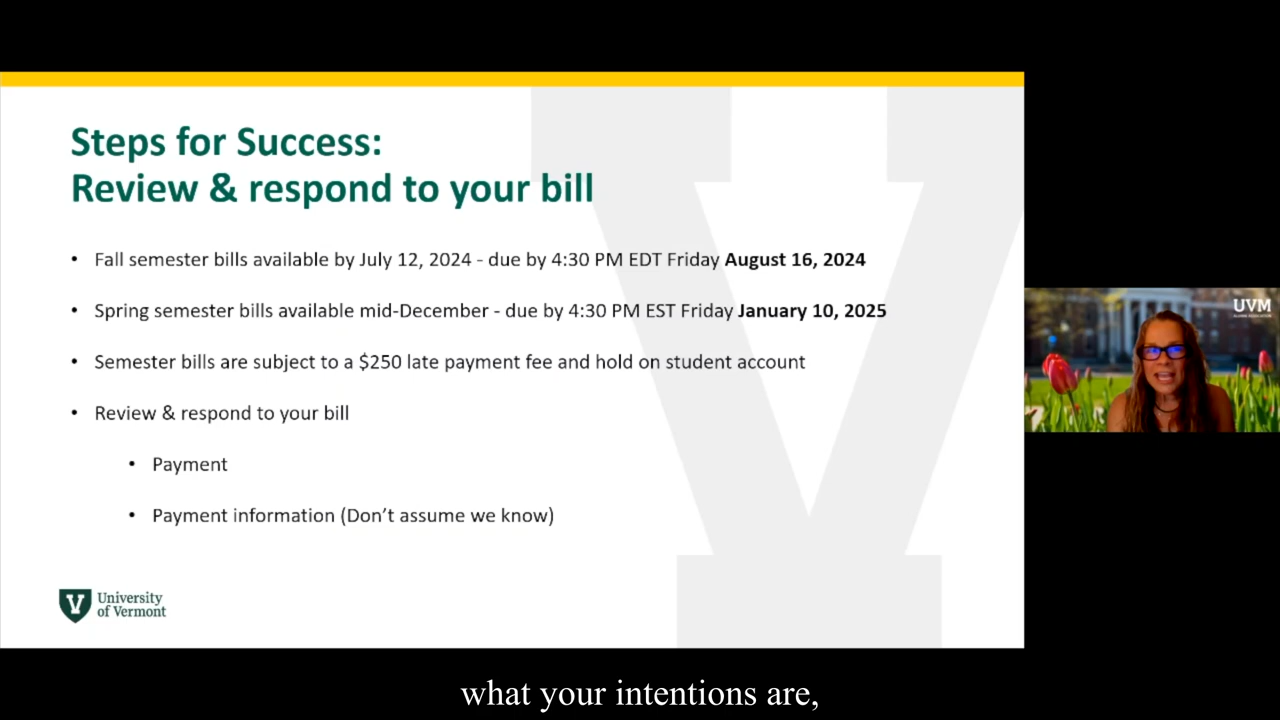 Steps for Success:
Review & respond to your bill
• Fall semester bills available by July 12, 2024 - due by 4:30 PM EDT Friday August 16, 2024
• Spring semester bills available mid-December - due by 4:30 PM EST Friday January 10, 2025
• Semester bills are subject to a $250 late payment fee and hold on student account
• Review & respond to your bill
• Payment
• Payment information (Don't assume we know)
V University
of Vermont
UVM
what your intentions are,